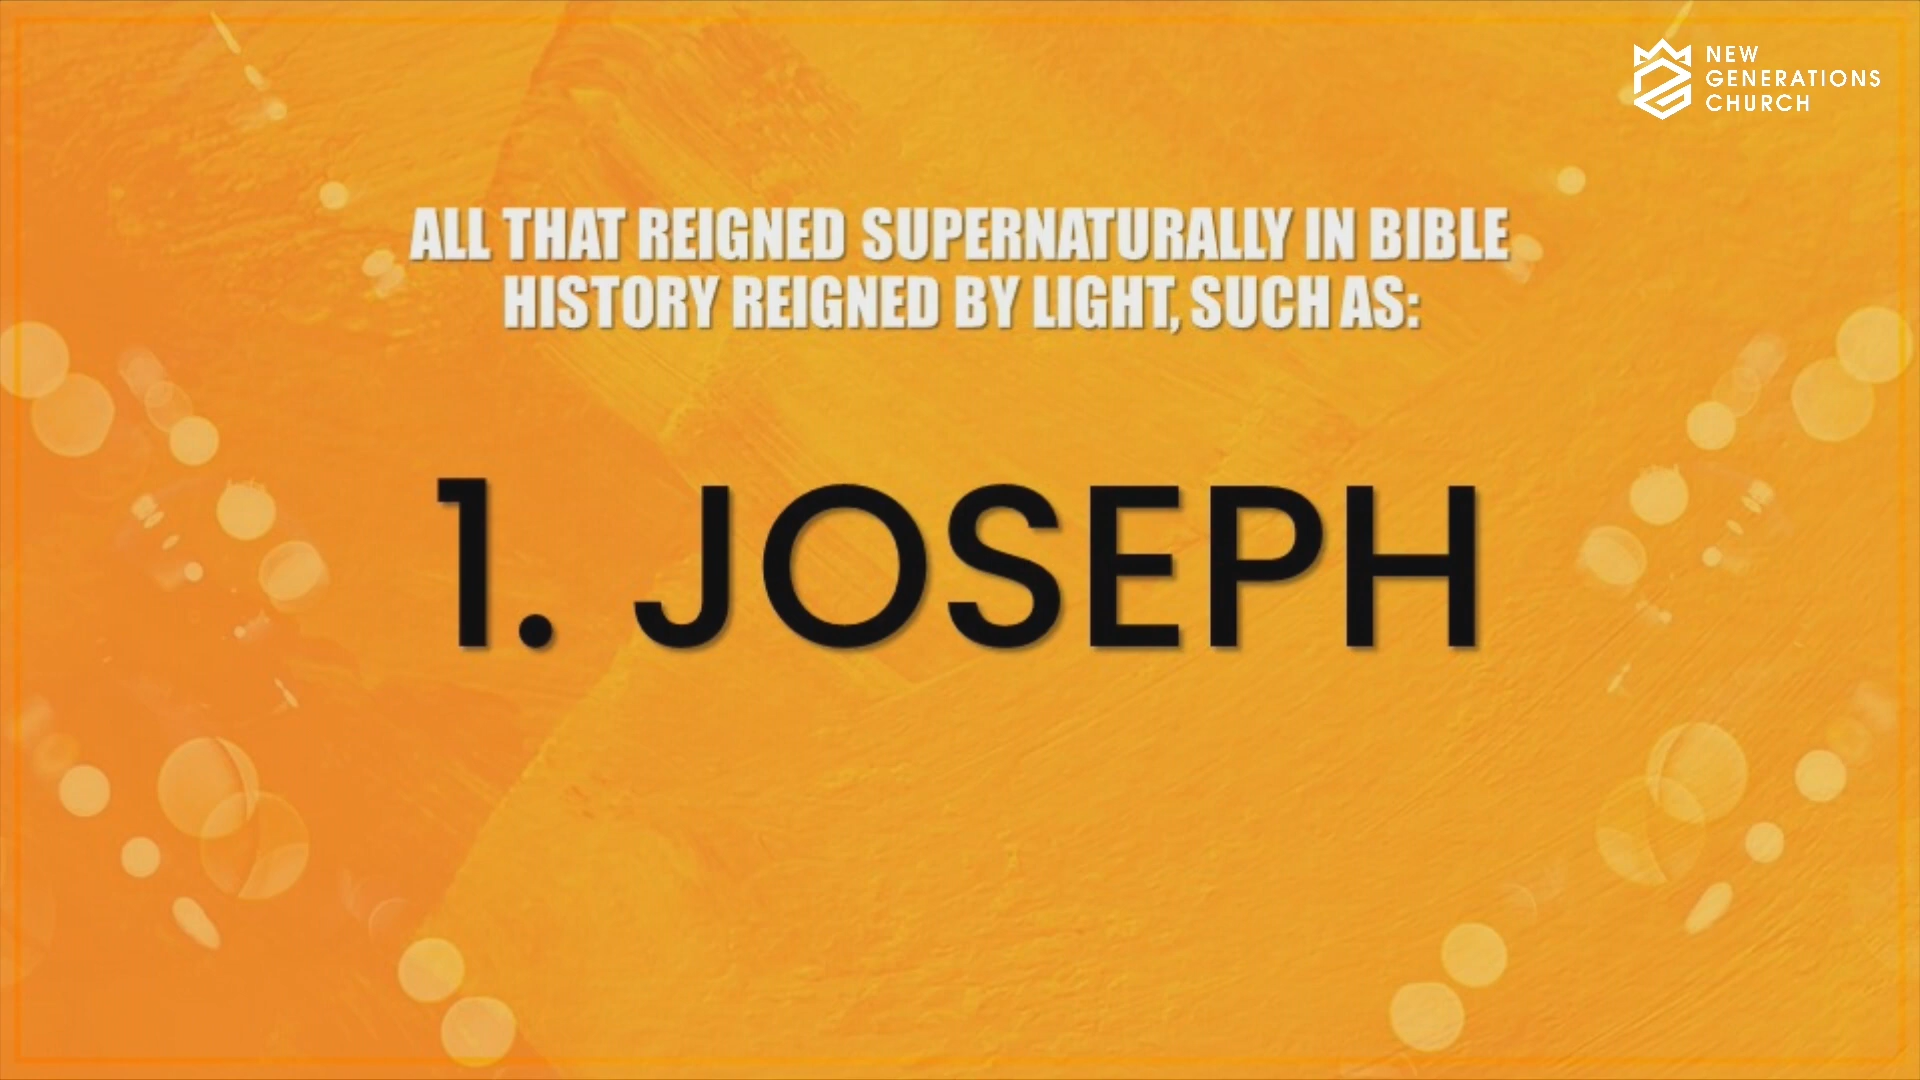 NEW
GENERATIONS
CHURCH
ALL THAT REIGNED SUPERNATURALLY IN BIBLE
HISTORY REIGNED BY LIGHT, SUCH AS:
1. JOSEPH